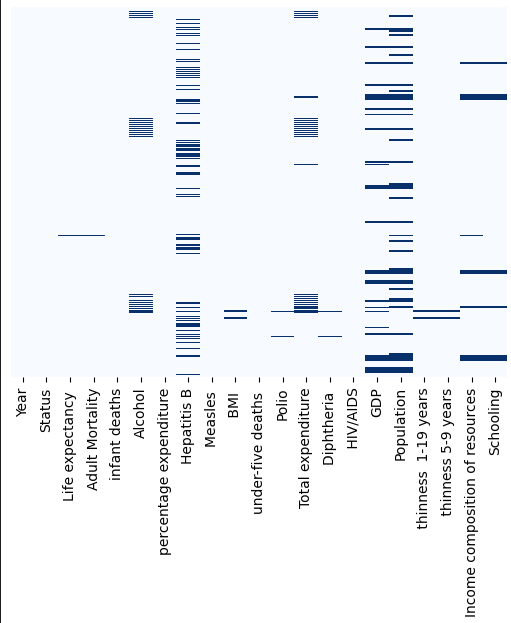 Year
Status
Life expectancy
Adult Mortality
infant deaths
Alcohol
percentage expenditure
Hepatitis B
Measles
BMI
under-five deaths
Polio
Total expenditure
Diphtheria
HIV/AIDS
GDP
Population
thinness  1-19 years
thinness 5-9 years
Income composition of resources
Schooling